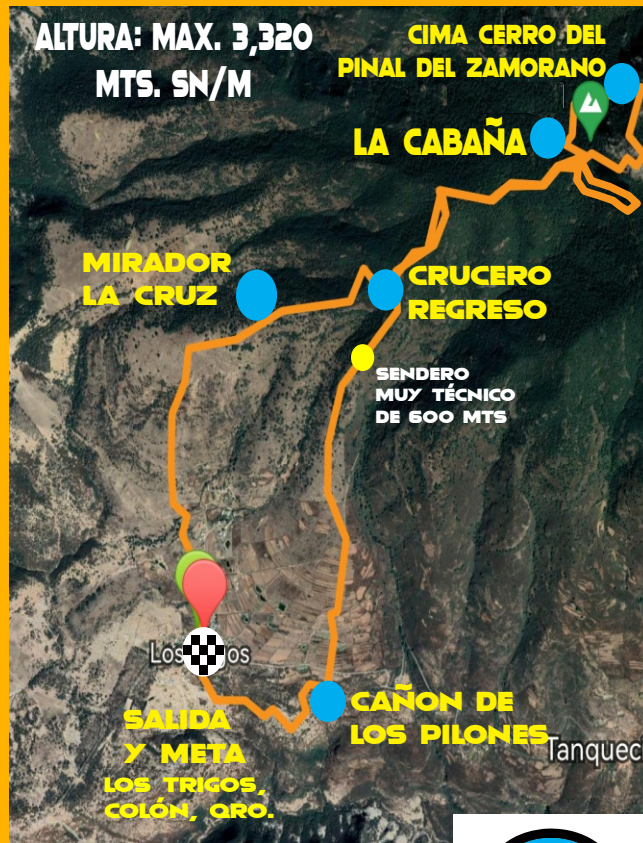 ALTURA: MAX. 3,320
MTS. SN/M
CIMA CERRO DEL
PINAL DEL ZAMORANO
LA CABAÑA
MIRADOR
LA CRUZ
CRUCERO
REGRESO
SENDERO
MUY TÉCNICO
DE 600 MTS
SALIDA
Y META
LOS TRIGOS,
COLÓN, QRO.
CAÑON DE
LOS PILONES